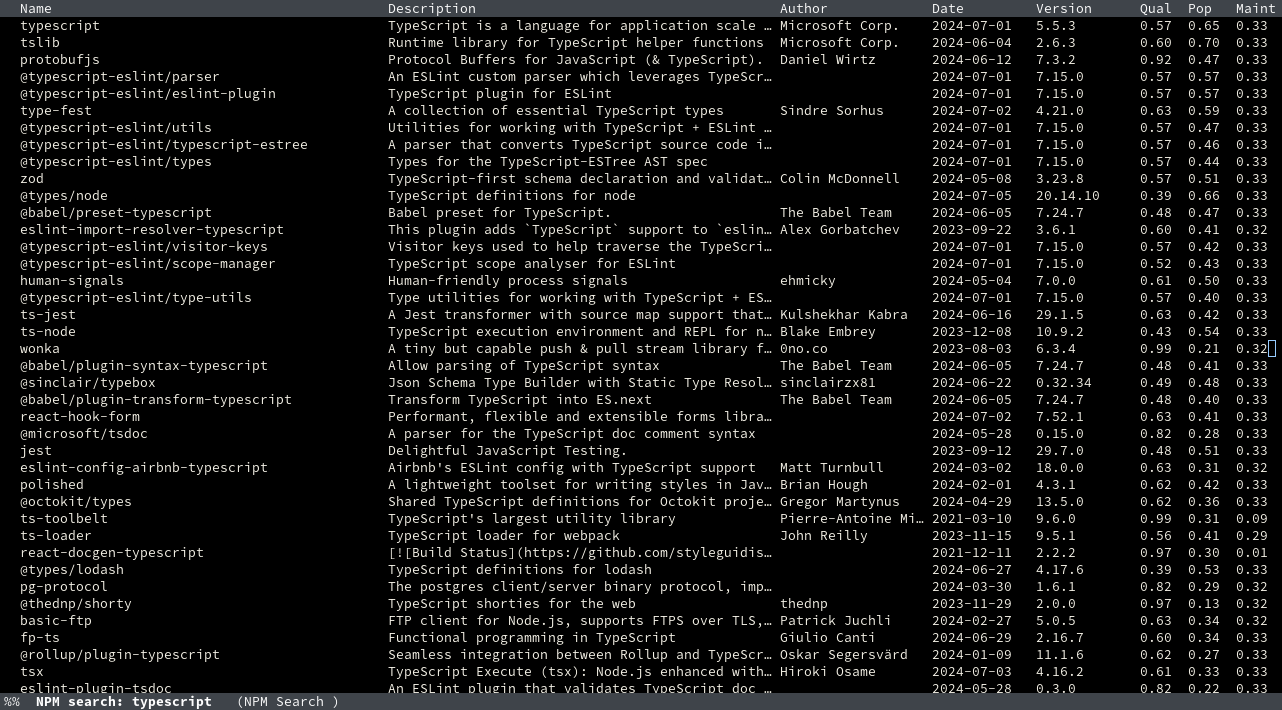 Name Description Author Date Version Qual Pop Maint
typescript TypeScript is a language for application scale … Microsoft Corp. 2024-07-01 5.5.3 0.57 0.65 0.33
tslib Runtime library for TypeScript helper functions Microsoft Corp. 2024-06-04 2.6.3 0.60 0.70 0.33
protobufjs Protocol Buffers for JavaScript (& TypeScript). Daniel Wirtz 2024-06-12 7.3.2 0.92 0.47 0.33
@typescript-eslint/parser An ESLint custom parser which leverages TypeScr… 2024-07-01 7.15.0 0.57 0.57 0.33
@typescript-eslint/eslint-plugin TypeScript plugin for ESLint 2024-07-01 7.15.0 0.57 0.57 0.33
type-fest A collection of essential TypeScript types Sindre Sorhus 2024-07-02 4.21.0 0.63 0.59 0.33
@typescript-eslint/utils Utilities for working with TypeScript + ESLint … 2024-07-01 7.15.0 0.57 0.47 0.33
@typescript-eslint/typescript-estree A parser that converts TypeScript source code i… 2024-07-01 7.15.0 0.57 0.46 0.33
@typescript-eslint/types Types for the TypeScript-ESTree AST spec 2024-07-01 7.15.0 0.57 0.44 0.33
zod TypeScript-first schema declaration and validat… Colin McDonnell 2024-05-08 3.23.8 0.57 0.51 0.33
@types/node TypeScript definitions for node 2024-07-05 20.14.10 0.39 0.66 0.33
@babel/preset-typescript Babel preset for TypeScript. The Babel Team 2024-06-05 7.24.7 0.48 0.47 0.33
eslint-import-resolver-typescript This plugin adds `TypeScript` support to `eslin… Alex Gorbatchev 2023-09-22 3.6.1 0.60 0.41 0.32
@typescript-eslint/visitor-keys Visitor keys used to help traverse the TypeScri… 2024-07-01 7.15.0 0.57 0.42 0.33
@typescript-eslint/scope-manager TypeScript scope analyser for ESLint 2024-07-01 7.15.0 0.52 0.43 0.33
human-signals Human-friendly process signals ehmicky 2024-05-04 7.0.0 0.61 0.50 0.33
@typescript-eslint/type-utils Type utilities for working with TypeScript + ES… 2024-07-01 7.15.0 0.57 0.40 0.33
ts-jest A Jest transformer with source map support that… Kulshekhar Kabra 2024-06-16 29.1.5 0.63 0.42 0.33
ts-node TypeScript execution environment and REPL for n… Blake Embrey 2023-12-08 10.9.2 0.43 0.54 0.33
wonka A tiny but capable push & pull stream library f… 0no.co 2023-08-03 6.3.4 0.99 0.21 0.32
@babel/plugin-syntax-typescript Allow parsing of TypeScript syntax The Babel Team 2024-06-05 7.24.7 0.48 0.41 0.33
@sinclair/typebox Json Schema Type Builder with Static Type Resol… sinclairzx81 2024-06-22 0.32.34 0.49 0.48 0.33
@babel/plugin-transform-typescript Transform TypeScript into ES.next The Babel Team 2024-06-05 7.24.7 0.48 0.40 0.33
react-hook-form Performant, flexible and extensible forms libra… 2024-07-02 7.52.1 0.63 0.41 0.33
@microsoft/tsdoc A parser for the TypeScript doc comment syntax 2024-05-28 0.15.0 0.82 0.28 0.33
jest Delightful JavaScript Testing. 2023-09-12 29.7.0 0.48 0.51 0.33
eslint-config-airbnb-typescript Airbnb's ESLint config with TypeScript support Matt Turnbull 2024-03-02 18.0.0 0.63 0.31 0.32
polished A lightweight toolset for writing styles in Jav… Brian Hough 2024-02-01 4.3.1 0.62 0.42 0.33
@octokit/types Shared TypeScript definitions for Octokit proje… Gregor Martynus 2024-04-29 13.5.0 0.62 0.36 0.33
ts-toolbelt TypeScript's largest utility library Pierre-Antoine Mi… 2021-03-10 9.6.0 0.99 0.31 0.09
ts-loader TypeScript loader for webpack John Reilly 2023-11-15 9.5.1 0.56 0.41 0.29
react-docgen-typescript [![Build Status](https://github.com/styleguidis… 2021-12-11 2.2.2 0.97 0.30 0.01
@types/lodash TypeScript definitions for lodash 2024-06-27 4.17.6 0.39 0.53 0.33
pg-protocol The postgres client/server binary protocol, imp… 2024-03-30 1.6.1 0.82 0.29 0.32
@thednp/shorty TypeScript shorties for the web thednp 2023-11-29 2.0.0 0.97 0.13 0.32
basic-ftp FTP client for Node.js, supports FTPS over TLS,… Patrick Juchli 2024-02-27 5.0.5 0.63 0.34 0.32
fp-ts Functional programming in TypeScript Giulio Canti 2024-06-29 2.16.7 0.60 0.34 0.33
@rollup/plugin-typescript Seamless integration between Rollup and TypeScr… Oskar Segersvärd 2024-01-09 11.1.6 0.62 0.27 0.33
tsx TypeScript Execute (tsx): Node.js enhanced with… Hiroki Osame 2024-07-03 4.16.2 0.61 0.33 0.33
eslint-plugin-tsdoc An ESLint plugin that validates TypeScript doc … 2024-05-28 0.3.0 0.82 0.22 0.33
%% NPM search: typescript (NPM Search )